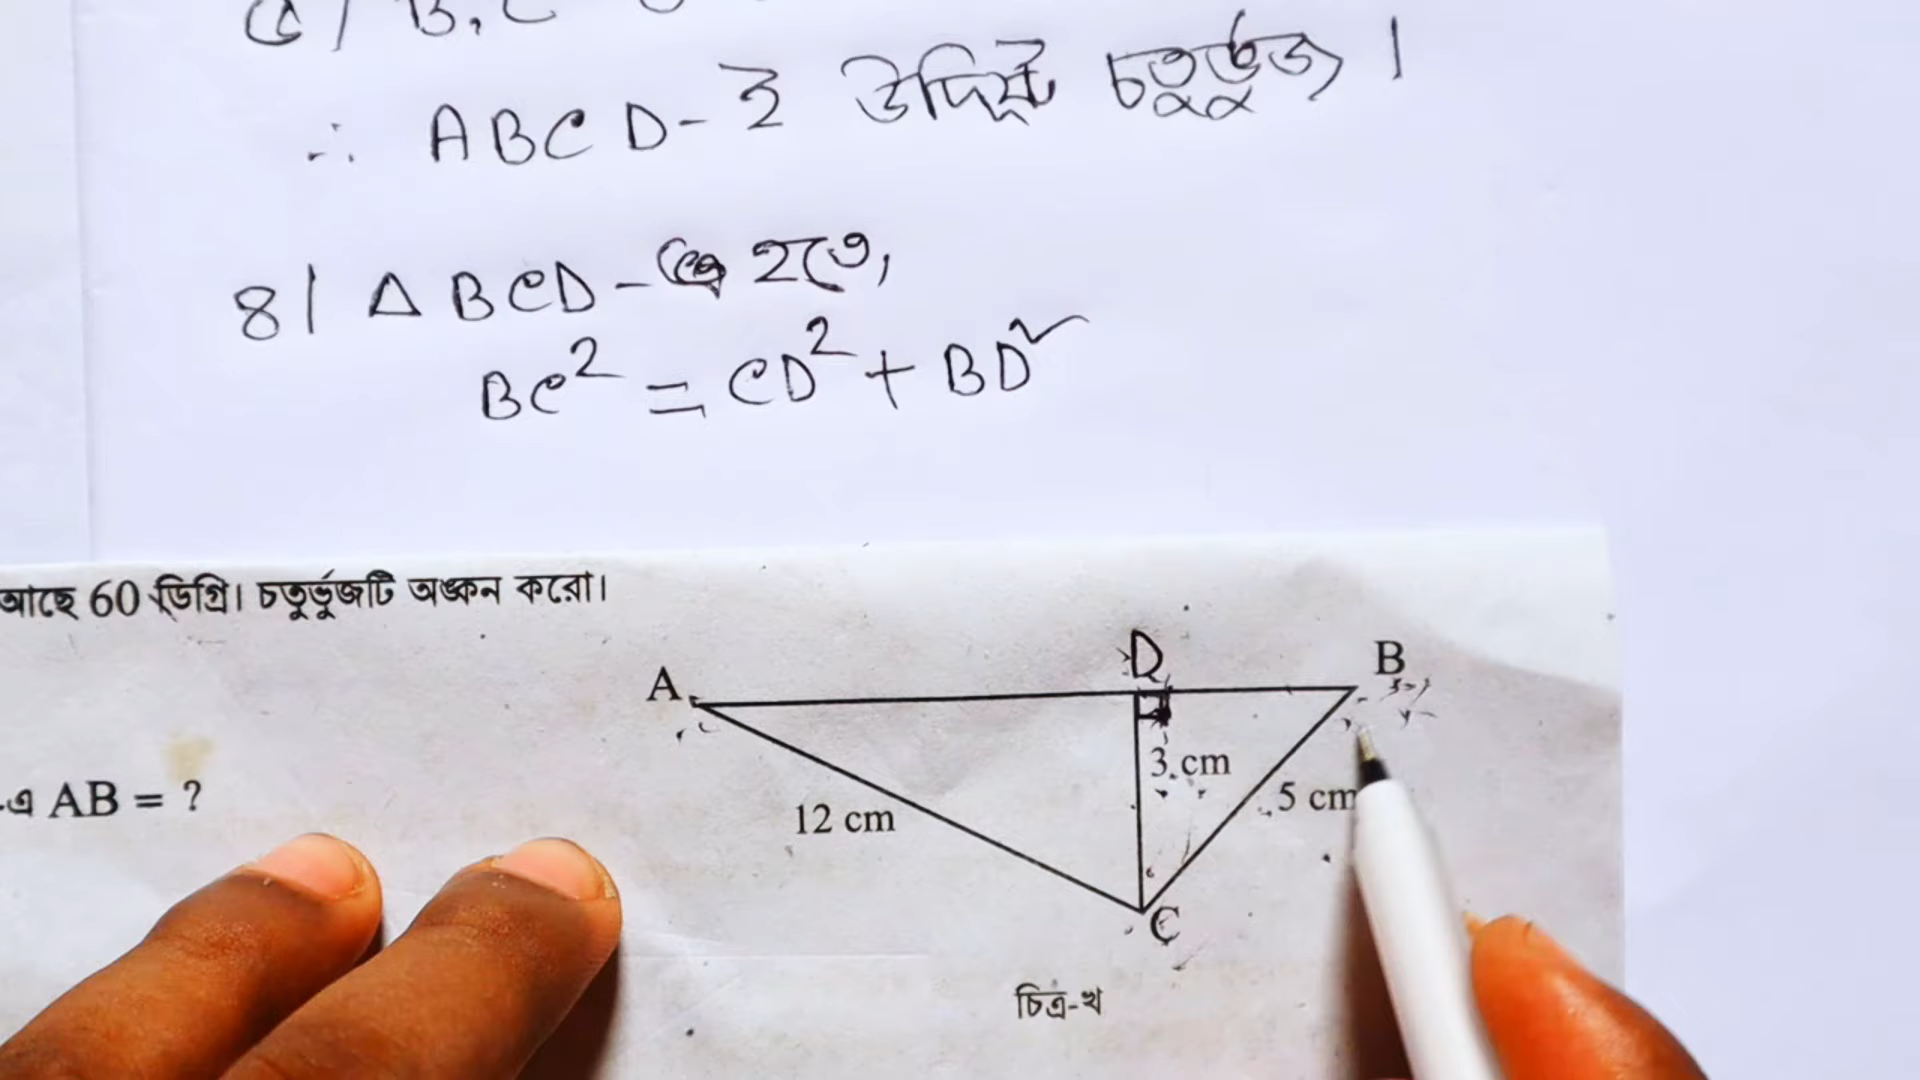 ∴ ABCD-ই উদ্দিষ্ট চতুর্ভুজ।
8| △BCD- হতে,
BC² = CD² + BD²
আছে 60 ডিগ্রি। চতুর্ভুজটি অঙ্কন করো।
A
D
B
3 cm
-এ AB = ?
12 cm
5 cm
C
চিত্র-খ